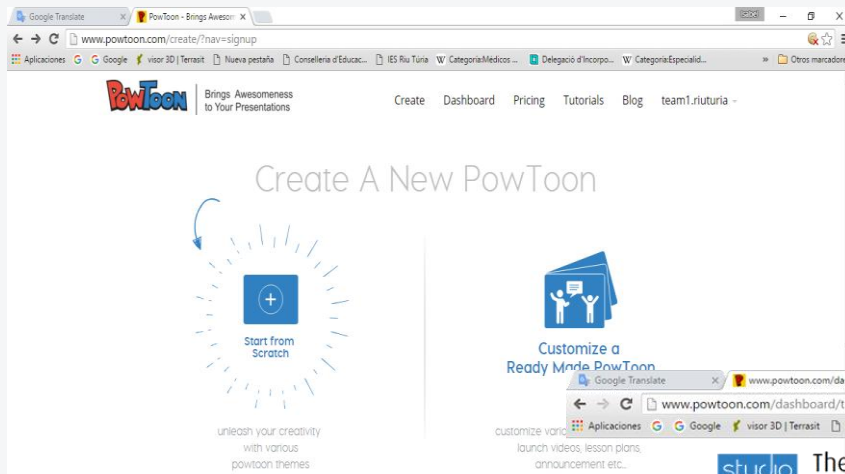 Google Translate
PowToon - Brings Awesom
Isabel
www.powtoon.com/create/?nav=signup
Aplicaciones G Google visor 3D | Terrasit Nueva pestaña Conselleria d'Educac... IES Riu Túria Categoria:Médicos ... Delegació d'Incorpo... Categoria:Especialid... » Otros marcadore
PowToon
Brings Awesomeness
to Your Presentations
Create Dashboard Pricing Tutorials Blog team1.riuturia
Create A New PowToon
Start from
Scratch
unleash your creativity
with various
powtoon themes
Customize a
Ready Made PowToon
customize vario
launch videos, lesson plans,
announcement etc...
Google Translate
www.powtoon.com/da
www.powtoon.com/dashboard/t
Aplicaciones G Google visor 3D | Terrasit
studio The